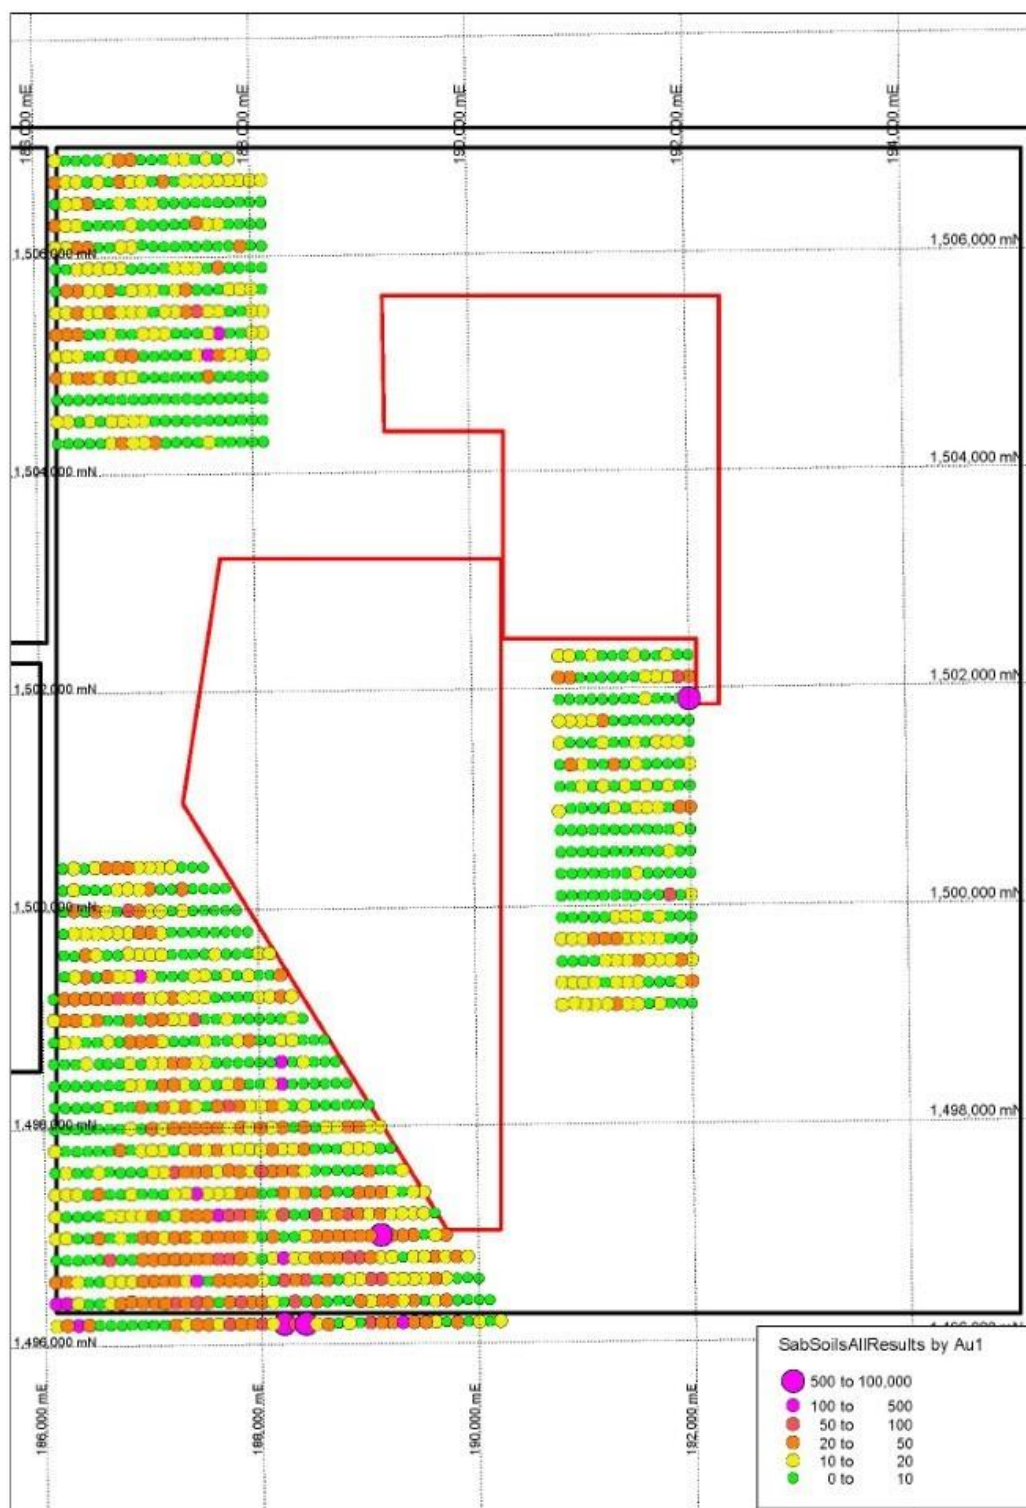 186,000 mE
188,000 mE
190,000 mE
192,000 mE
194,000 mE
1,506,000 mN
1,506,000 mN
1,504,000 mN
1,504,000 mN
1,502,000 mN
1,502,000 mN
1,500,000 mN
1,500,000 mN
1,498,000 mN
1,498,000 mN
1,496,000 mN
1,496,000 mN
186,000 mE
188,000 mE
190,000 mE
192,000 mE
SabSoilsAllResults by Au1
500 to 100,000
100 to 500
50 to 100
20 to 50
10 to 20
0 to 10